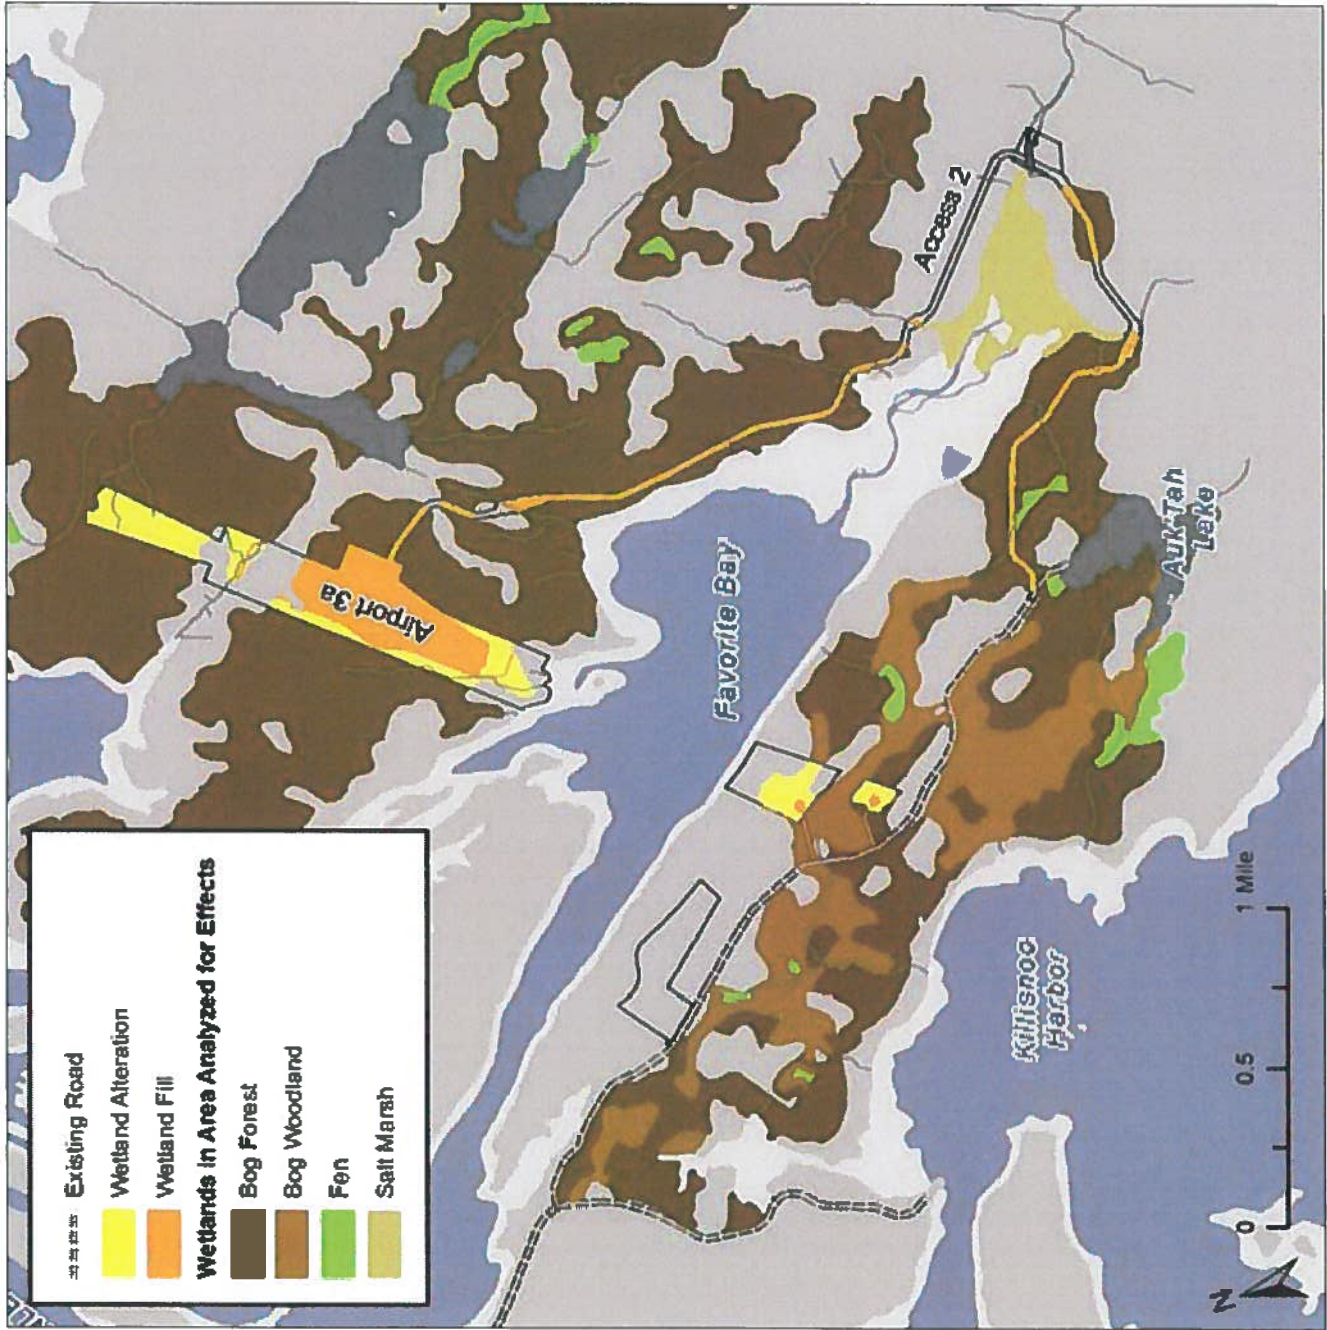 Existing Road
Wetland Alteration
Wetland Fill
Wetlands in Area Analyzed for Effects
Bog Forest
Bog Woodland
Fen
Salt Marsh
Airport 3a
Access 2
Favorite Bay
Auk'Tah
Lake
Killisnoo
Harbor
0
0.5
1 Mile
N